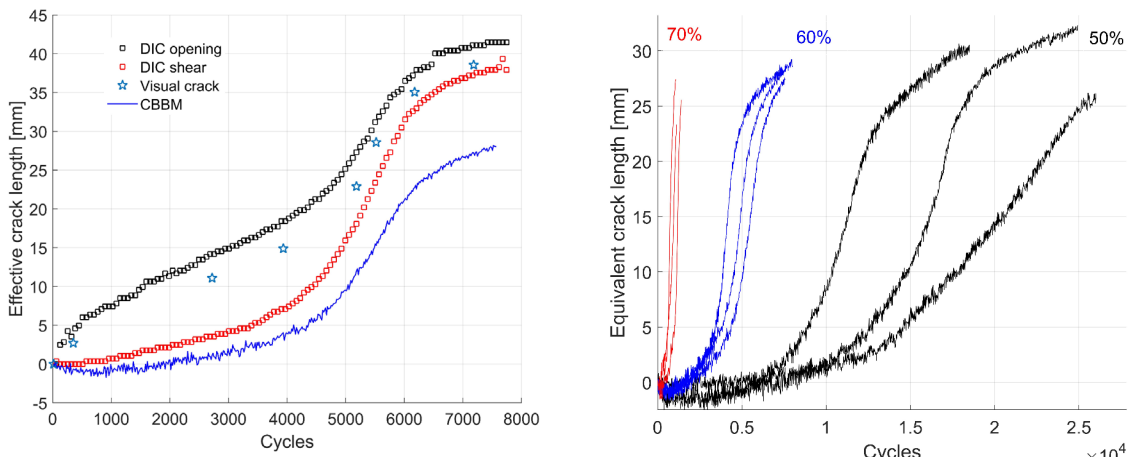 45
40
35
30
25
20
15
10
5
0
-5
Effective crack length [mm]
DIC opening
DIC shear
Visual crack
CBBM
0 1000 2000 3000 4000 5000 6000 7000 8000
Cycles
30
25
20
15
10
5
0
Equivalent crack length [mm]
70%
60%
50%
0 0.5 1 1.5 2 2.5
Cycles
×10⁴